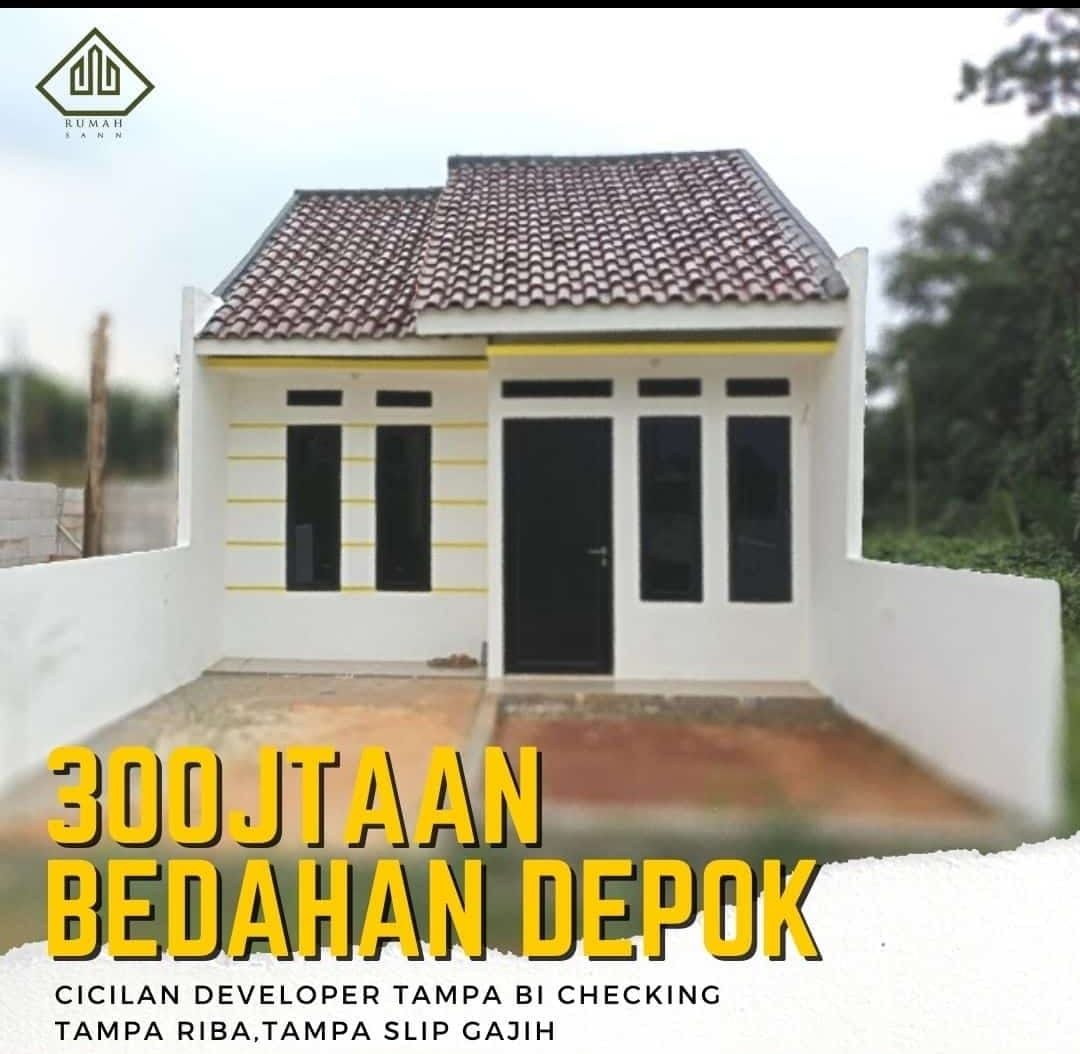 RUMAH
SANN
300JTAAN
BEDAHAN DEPOK
CICILAN DEVELOPER TAMPA BI CHECKING
TAMPA RIBA,TAMPA SLIP GAJIH